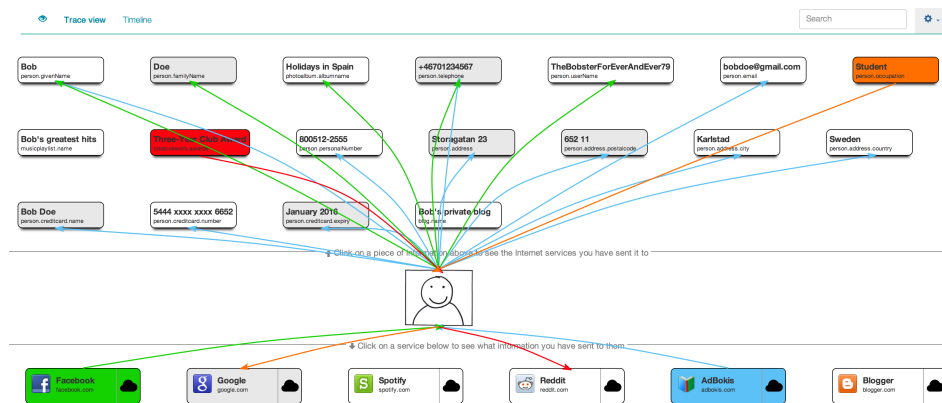 Trace view Timeline Search
Bob Doe Holidays in Spain +46701234567 TheBobsterForEverAndEver79 bobdoe@gmail.com Student
person.givenName person.familyName photoalbum.albumname person.telephone person.userName person.email person.occupation
Bob's greatest hits Three-Year Club Award 800512-2555 Storagatan 23 652 11 Karlstad Sweden
musicplaylist.name person.personalNumber person.address person.address.postalcode person.address.city person.address.country
Bob Doe 5444 xxxx xxxx 6652 January 2016 Bob's private blog
person.creditcard.name person.creditcard.number person.creditcard.expiry blog.name
Click on a piece of information above to see the Internet services you have sent it to
Click on a service below to see what information you have sent to them
Facebook Google Spotify Reddit AdBokis Blogger
facebook.com google.com spotify.com reddit.com adbokis.com blogger.com